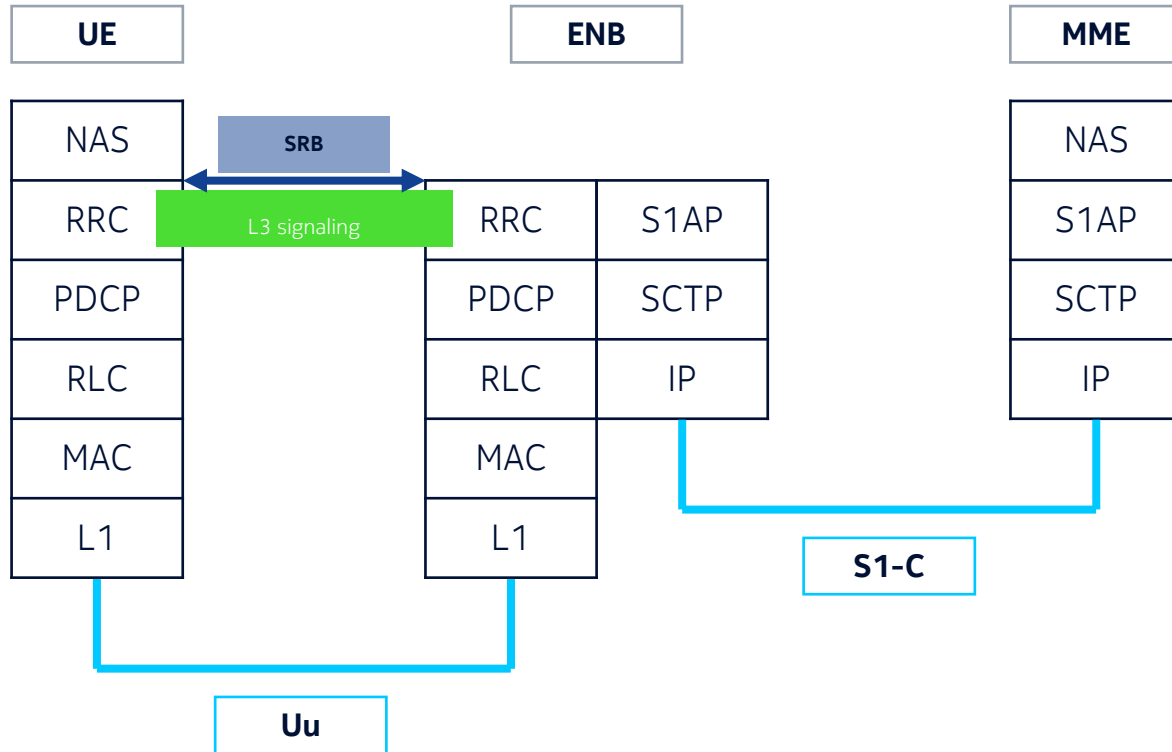 UE
ENB
MME
NAS
SRB
NAS
RRC
L3 signaling
RRC
S1AP
S1AP
PDCP
PDCP
SCTP
SCTP
RLC
RLC
IP
IP
MAC
MAC
L1
L1
S1-C
Uu